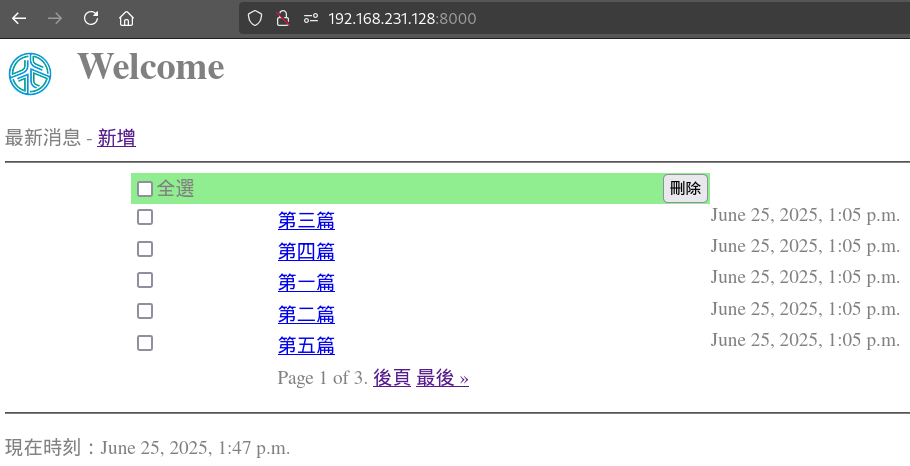 192.168.231.128:8000
Welcome
最新消息 - 新增
全選 刪除
第三篇 June 25, 2025, 1:05 p.m.
第四篇 June 25, 2025, 1:05 p.m.
第一篇 June 25, 2025, 1:05 p.m.
第二篇 June 25, 2025, 1:05 p.m.
第五篇 June 25, 2025, 1:05 p.m.
Page 1 of 3. 後頁 最後 »
現在時刻：June 25, 2025, 1:47 p.m.